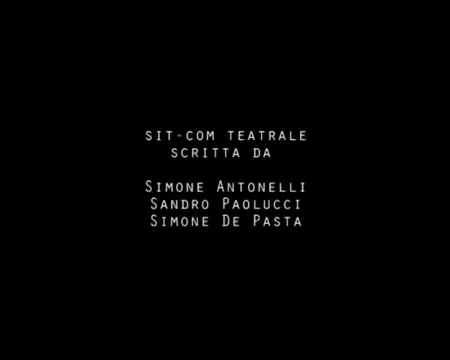 SIT-COM TEATRALE
SCRITTA DA
SIMONE ANTONELLI
SANDRO PAOLUCCI
SIMONE DE PASTA